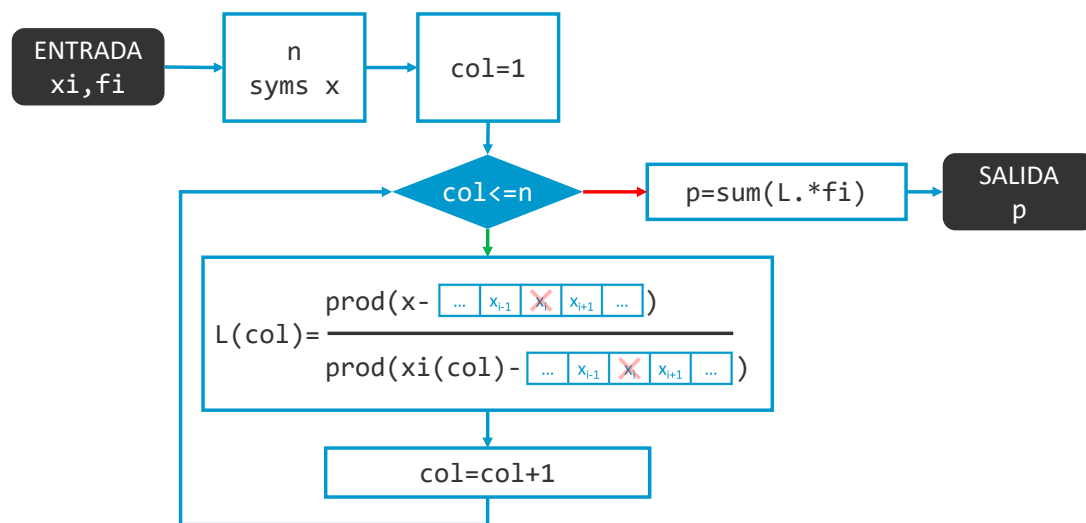 ENTRADA
xi,fi
n
syms x
col=1
col<=n
p=sum(L.*fi)
SALIDA
p
L(col)=
prod(x- ... xi-1 xi xi+1 ... )
prod(xi(col)- ... xi-1 xi xi+1 ... )
col=col+1